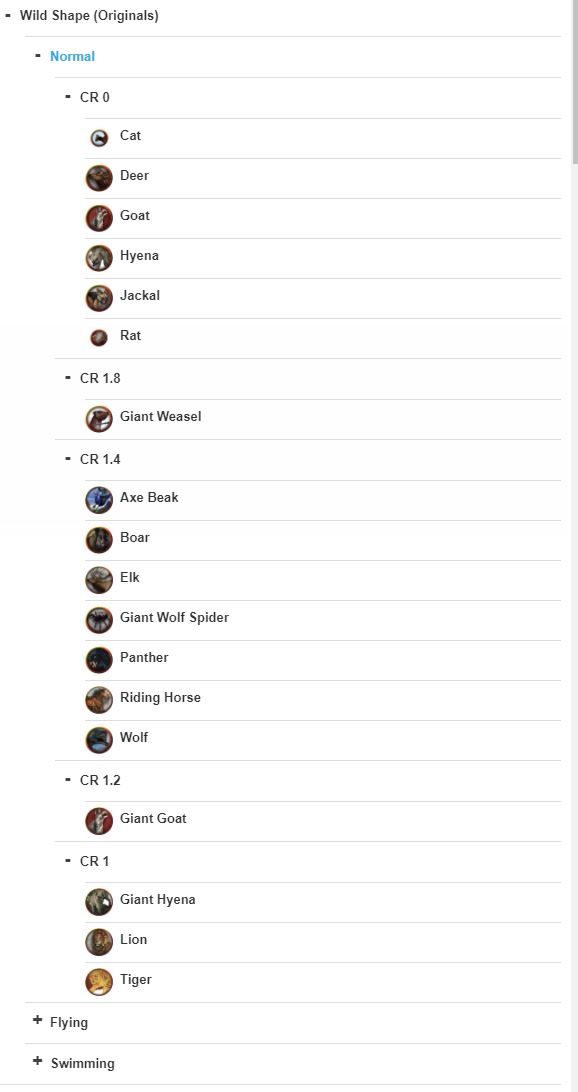 - Wild Shape (Originals)
- Normal
- CR 0
Cat
Deer
Goat
Hyena
Jackal
Rat
- CR 1.8
Giant Weasel
- CR 1.4
Axe Beak
Boar
Elk
Giant Wolf Spider
Panther
Riding Horse
Wolf
- CR 1.2
Giant Goat
- CR 1
Giant Hyena
Lion
Tiger
+ Flying
+ Swimming